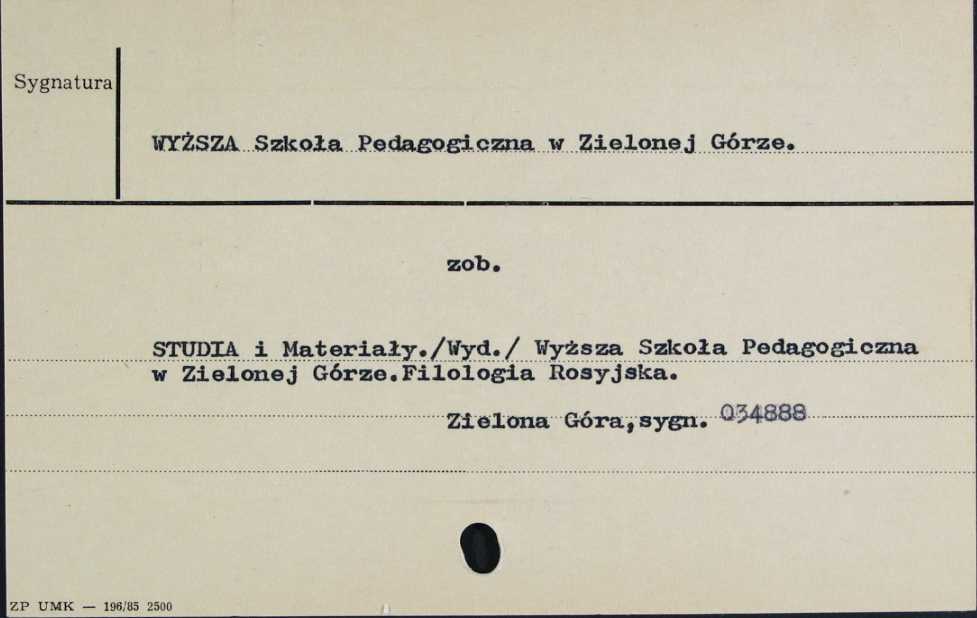 Sygnatura
WYŻSZA Szkoła Pedagogiczna w Zielonej Górze.
zob.
STUDIA i Materiały./Wyd./ Wyższa Szkoła Pedagogiczna
w Zielonej Górze.Filologia Rosyjska.
Zielona Góra,sygn. 034888
ZP UMK — 196/85 2500